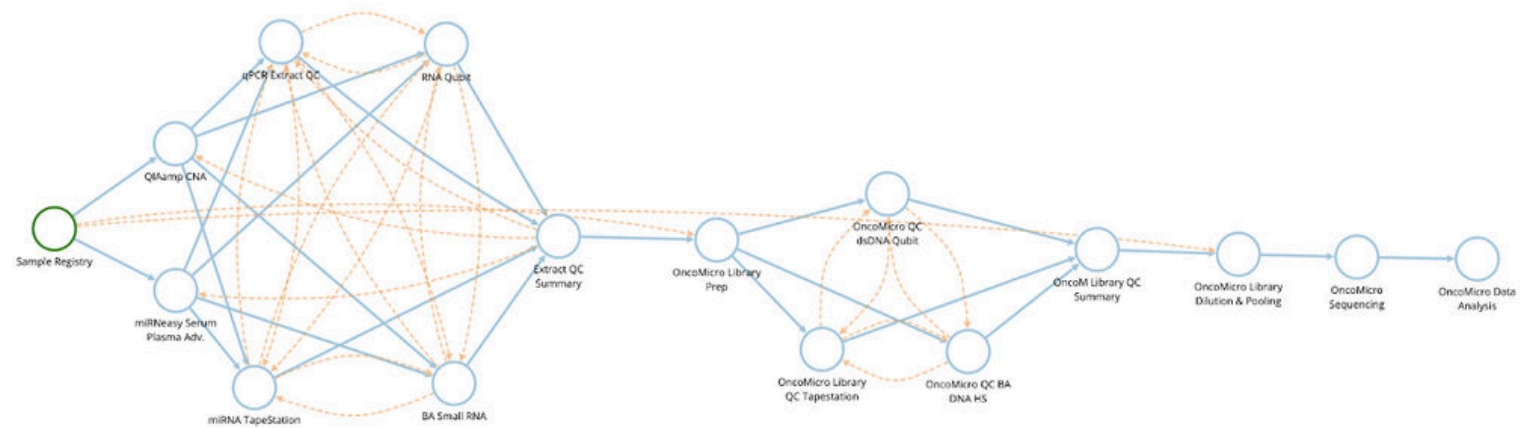 qPCR Extract QC
RNA Qubit
QIAamp CNA
Sample Registry
miRNeasy Serum
Plasma Adv.
miRNA TapeStation
BA Small RNA
Extract QC
Summary
OncoMicro Library
Prep
OncoMicro QC
dsDNA Qubit
OncoMicro Library
QC Tapestation
OncoMicro QC BA
DNA HS
OncoM Library QC
Summary
OncoMicro Library
Dilution & Pooling
OncoMicro
Sequencing
OncoMicro Data
Analysis